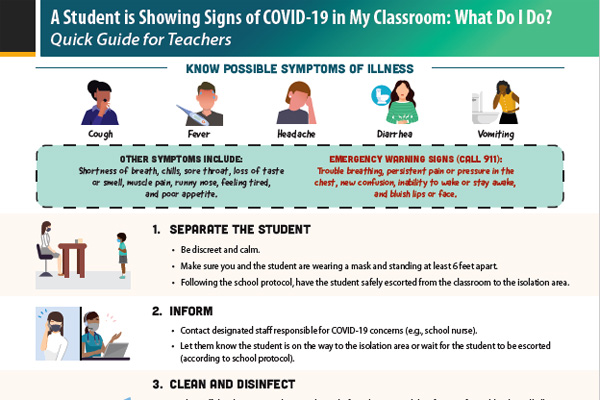 A Student is Showing Signs of COVID-19 in My Classroom: What Do I Do?
Quick Guide for Teachers
KNOW POSSIBLE SYMPTOMS OF ILLNESS
Cough
Fever
Headache
Diarrhea
Vomiting
OTHER SYMPTOMS INCLUDE:
Shortness of breath, chills, sore throat, loss of taste
or smell, muscle pain, runny nose, feeling tired,
and poor appetite.
EMERGENCY WARNING SIGNS (CALL 911):
Trouble breathing, persistent pain or pressure in the
chest, new confusion, inability to wake or stay awake,
and bluish lips or face.
1. SEPARATE THE STUDENT
• Be discreet and calm.
• Make sure you and the student are wearing a mask and standing at least 6 feet apart.
• Following the school protocol, have the student safely escorted from the classroom to the isolation area.
2. INFORM
• Contact designated staff responsible for COVID-19 concerns (e.g., school nurse).
• Let them know the student is on the way to the isolation area or wait for the student to be escorted
(according to school protocol).
3. CLEAN AND DISINFECT